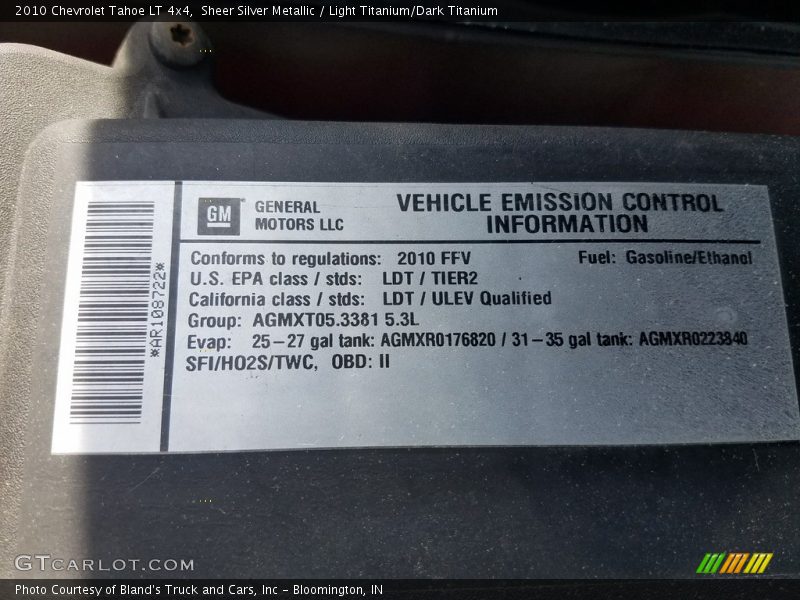 2010 Chevrolet Tahoe LT 4x4, Sheer Silver Metallic / Light Titanium/Dark Titanium
GM GENERAL MOTORS LLC
VEHICLE EMISSION CONTROL
INFORMATION
Conforms to regulations: 2010 FFV Fuel: Gasoline/Ethanol
U.S. EPA class / stds: LDT / TIER2
California class / stds: LDT / ULEV Qualified
Group: AGMXT05.3381 5.3L
Evap: 25-27 gal tank: AGMXR0176820 / 31-35 gal tank: AGMXR0223840
SFI/HO2S/TWC, OBD: II
*AR108722*
GTCARLOT.COM
Photo Courtesy of Bland's Truck and Cars, Inc - Bloomington, IN